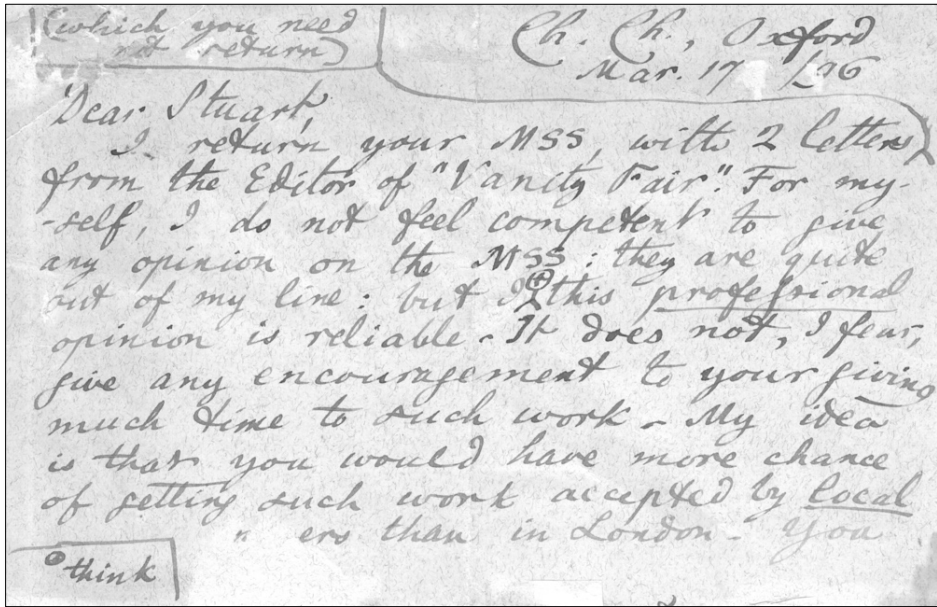 (which you need
not return)
Ch. Ch., Oxford
Mar. 17 /96
Dear Stuart,
I return your MSS, with 2 letters
from the Editor of "Vanity Fair". For my-
-self, I do not feel competent to give
any opinion on the MSS: they are quite
out of my line: but I ⊕ this professional
opinion is reliable. It does not, I fear,
give any encouragement to your giving
much time to such work. My idea
is that you would have more chance
of getting such work accepted by local
ers than in London. You
⊕ think